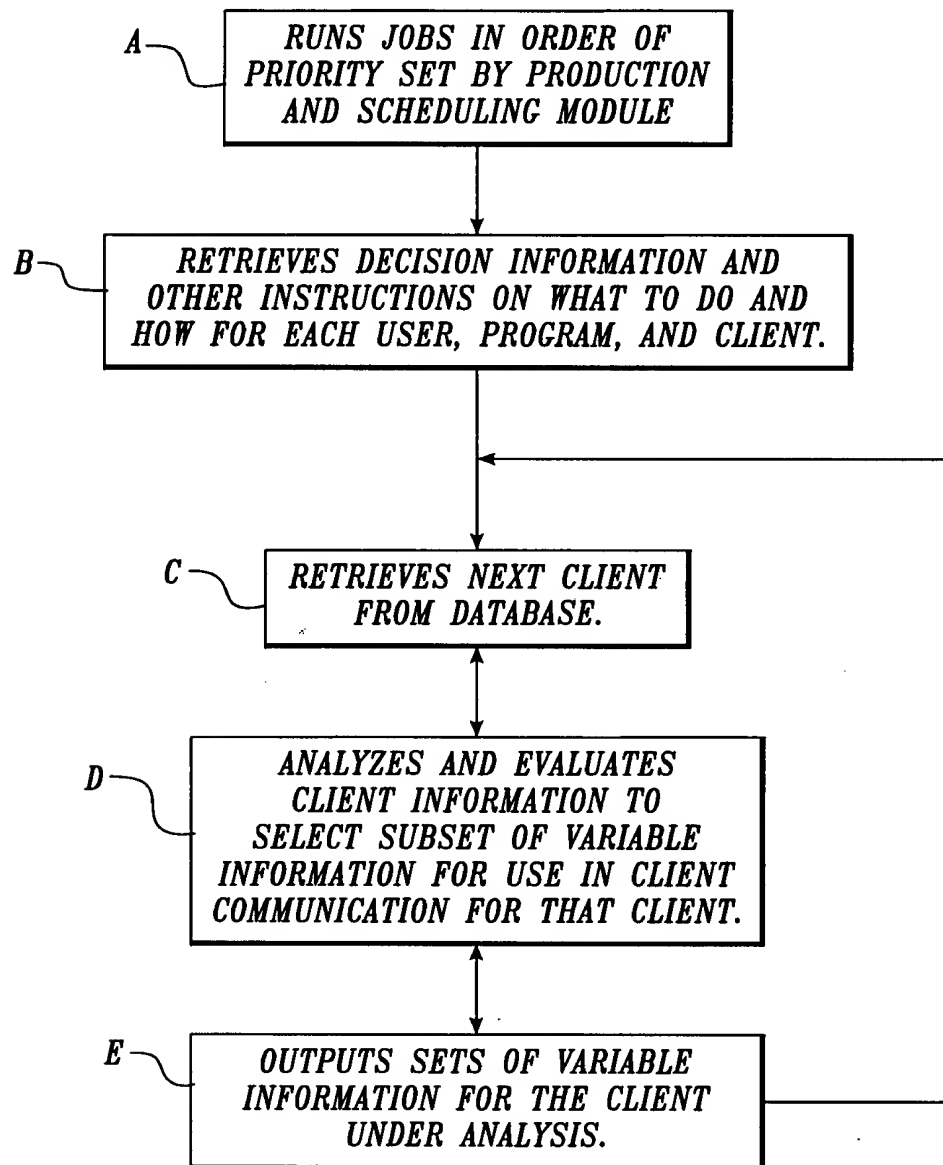 A
RUNS JOBS IN ORDER OF
PRIORITY SET BY PRODUCTION
AND SCHEDULING MODULE
B
RETRIEVES DECISION INFORMATION AND
OTHER INSTRUCTIONS ON WHAT TO DO AND
HOW FOR EACH USER, PROGRAM, AND CLIENT.
C
RETRIEVES NEXT CLIENT
FROM DATABASE.
D
ANALYZES AND EVALUATES
CLIENT INFORMATION TO
SELECT SUBSET OF VARIABLE
INFORMATION FOR USE IN CLIENT
COMMUNICATION FOR THAT CLIENT.
E
OUTPUTS SETS OF VARIABLE
INFORMATION FOR THE CLIENT
UNDER ANALYSIS.